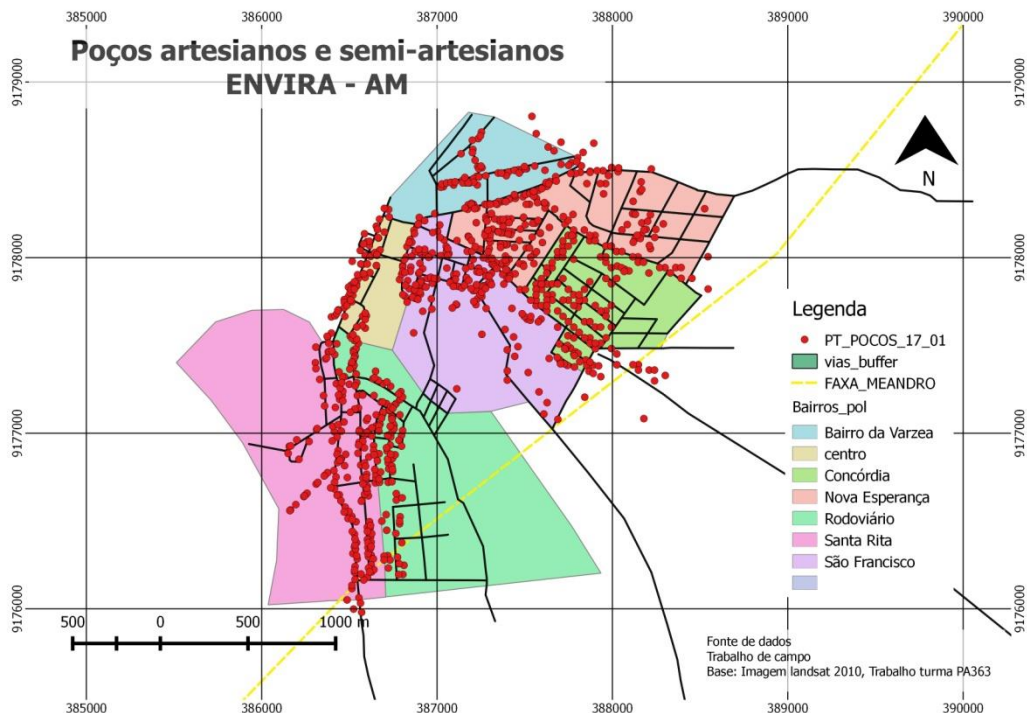 385000 386000 387000 388000 389000 390000
Poços artesianos e semi-artesianos
ENVIRA - AM
9179000 9179000
N
9178000 9178000
Legenda
PT_POCOS_17_01
vias_buffer
FAXA_MEANDRO
Bairros_pol
Bairro da Varzea
centro
Concórdia
Nova Esperança
Rodoviário
Santa Rita
São Francisco
9177000 9177000
9176000 9176000
500 0 500 1000 m
Fonte de dados
Trabalho de campo
Base: Imagem landsat 2010, Trabalho turma PA363
385000 386000 387000 388000 389000 390000